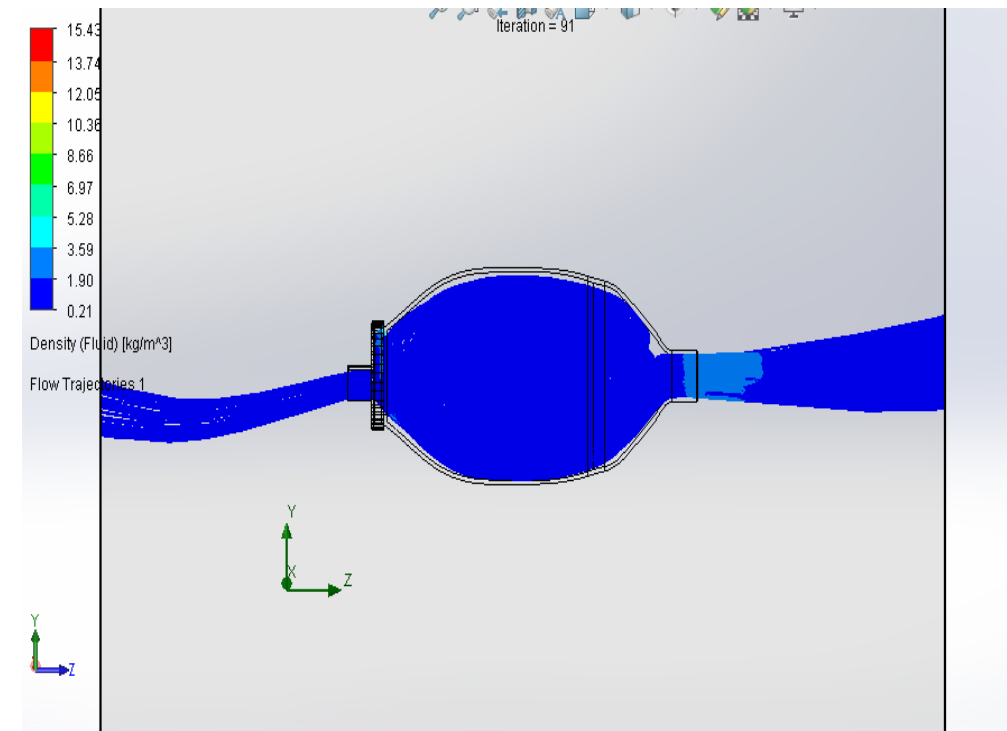 Iteration = 91
15.43
13.74
12.05
10.36
8.66
6.97
5.28
3.59
1.90
0.21
Density (Fluid) [kg/m^3]
Flow Trajectories 1
Y
X
Z
Y
Z